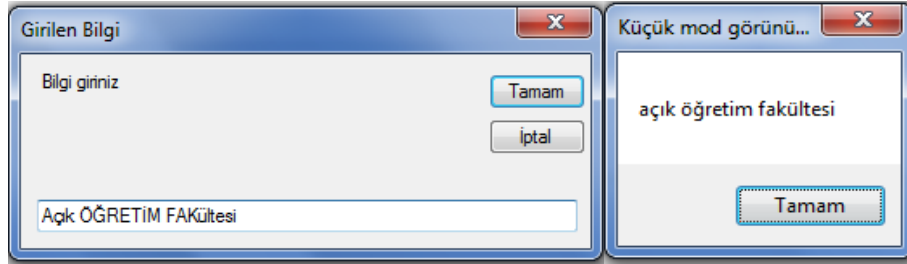 Girilen Bilgi
Bilgi giriniz
Tamam
İptal
Açık ÖĞRETİM FAKültesi
Küçük mod görünü...
açık öğretim fakültesi
Tamam